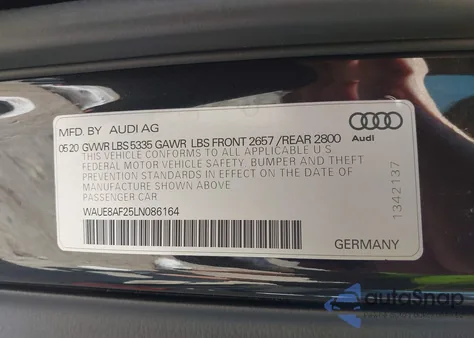 MFD. BY AUDI AG
Audi
05 20 GVWR LBS 5335 GAWR LBS FRONT 2657 / REAR 2800
THIS VEHICLE CONFORMS TO ALL APPLICABLE U.S.
FEDERAL MOTOR VEHICLE SAFETY, BUMPER AND THEFT
PREVENTION STANDARDS IN EFFECT ON THE DATE OF
MANUFACTURE SHOWN ABOVE.
PASSENGER CAR
WAUE8AF25LN086164
1342137
GERMANY
autoSnap